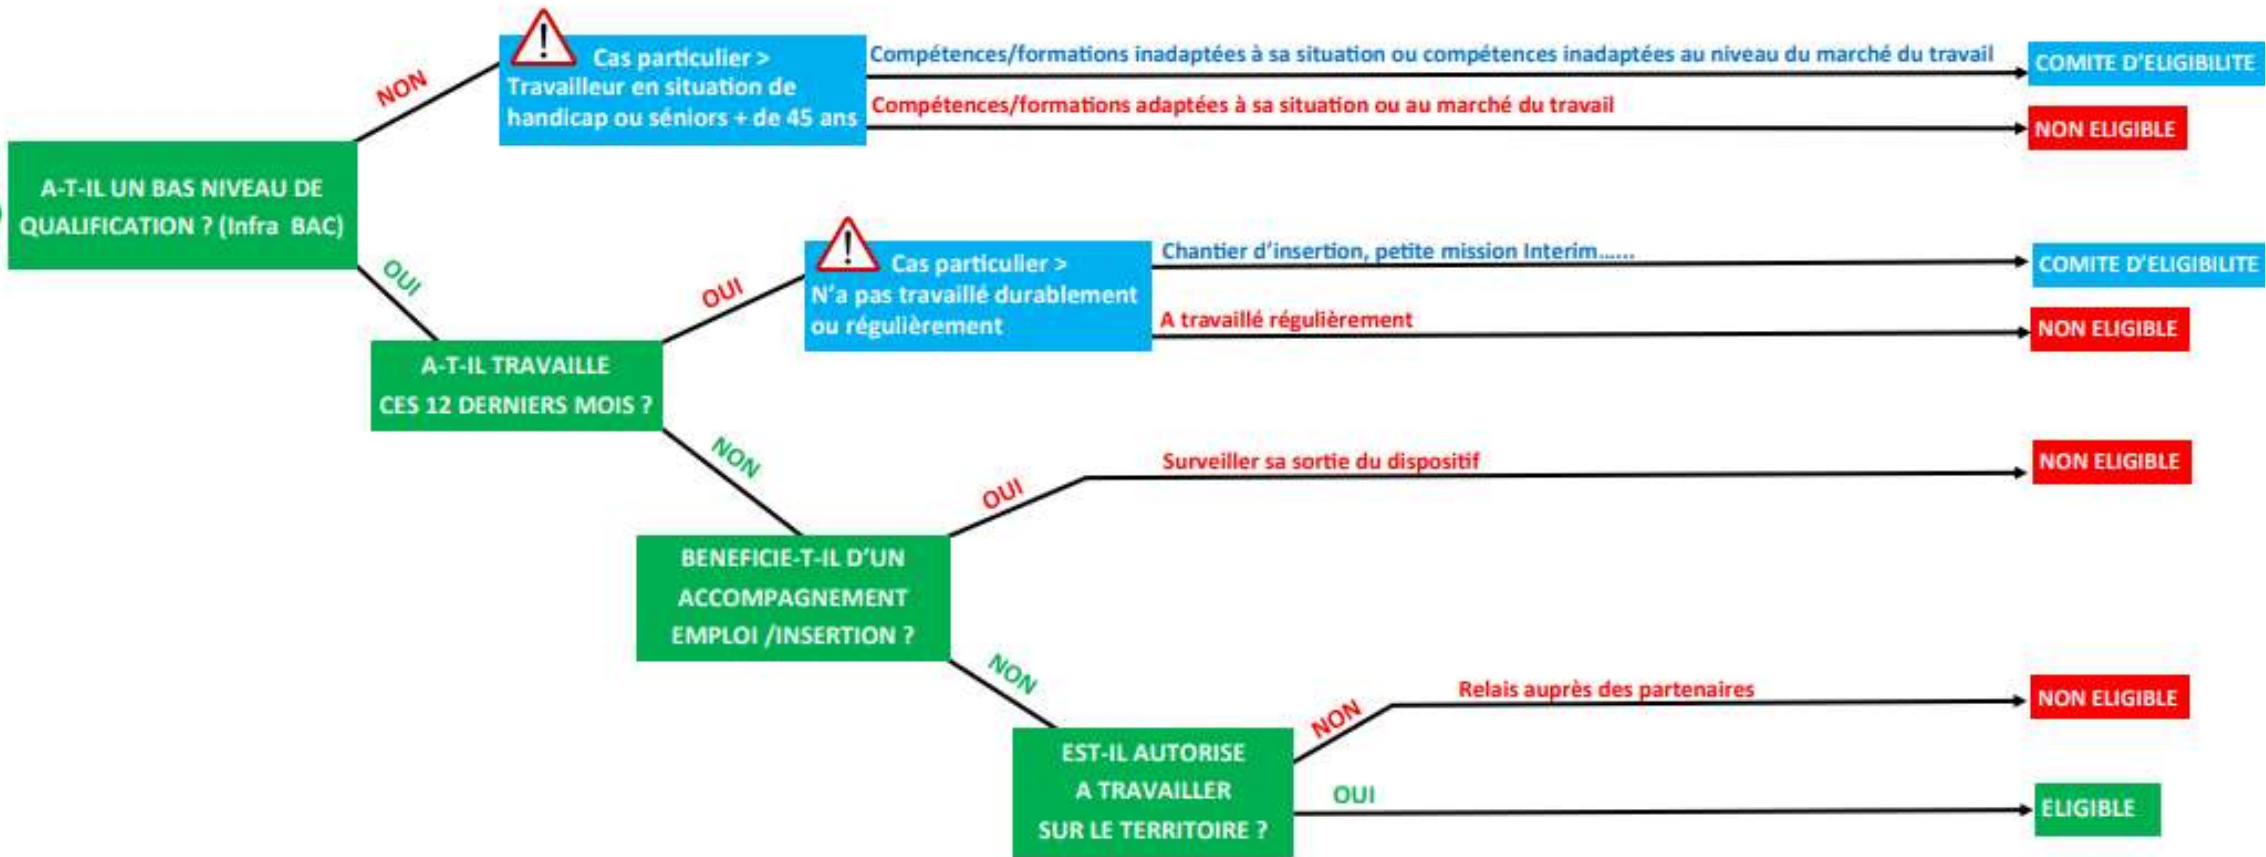 NON
!
Cas particulier >
Travailleur en situation de
handicap ou séniors + de 45 ans
Compétences/formations inadaptées à sa situation ou compétences inadaptées au niveau du marché du travail
COMITE D'ELIGIBILITE
Compétences/formations adaptées à sa situation ou au marché du travail
NON ELIGIBLE
A-T-IL UN BAS NIVEAU DE
QUALIFICATION ? (Infra BAC)
OUI
!
Cas particulier >
N'a pas travaillé durablement
ou régulièrement
Chantier d'insertion, petite mission Interim......
COMITE D'ELIGIBILITE
OUI
A travaillé régulièrement
NON ELIGIBLE
A-T-IL TRAVAILLE
CES 12 DERNIERS MOIS ?
NON
Surveiller sa sortie du dispositif
NON ELIGIBLE
OUI
BENEFICIE-T-IL D'UN
ACCOMPAGNEMENT
EMPLOI /INSERTION ?
NON
Relais auprès des partenaires
NON ELIGIBLE
NON
EST-IL AUTORISE
A TRAVAILLER
SUR LE TERRITOIRE ?
OUI
ELIGIBLE